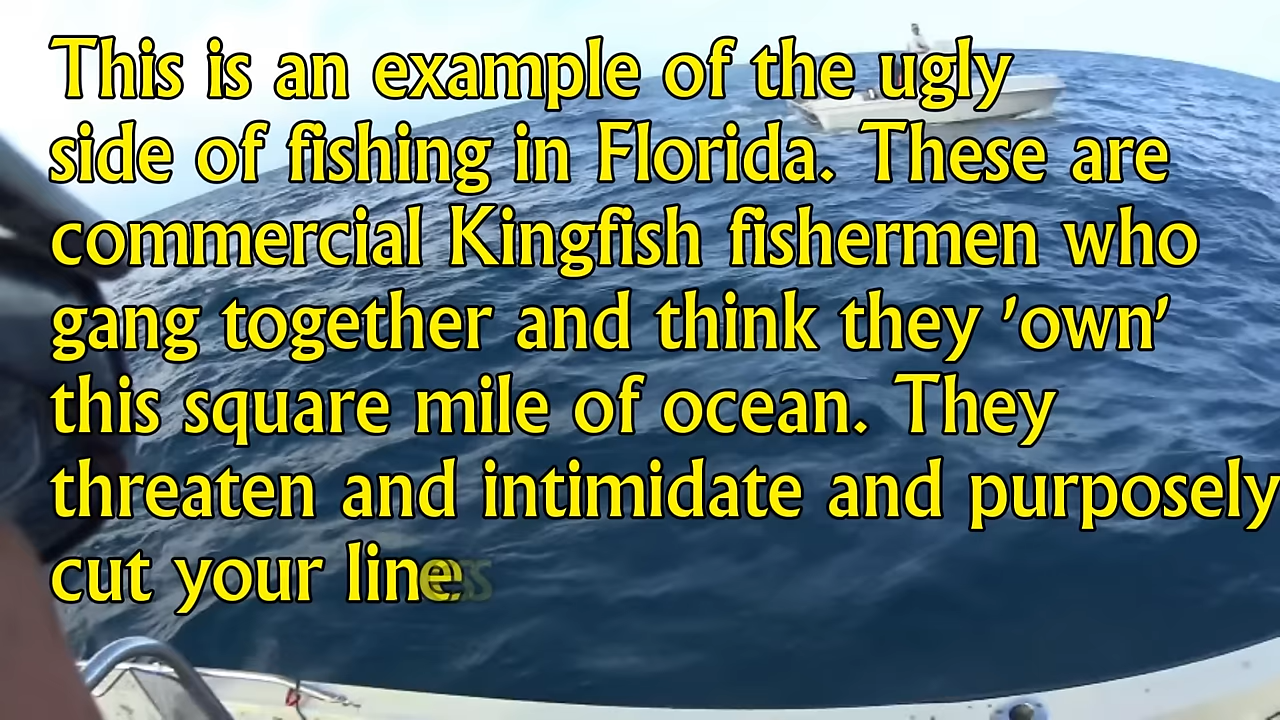 This is an example of the ugly
side of fishing in Florida. These are
commercial Kingfish fishermen who
gang together and think they 'own'
this square mile of ocean. They
threaten and intimidate and purposely
cut your lines